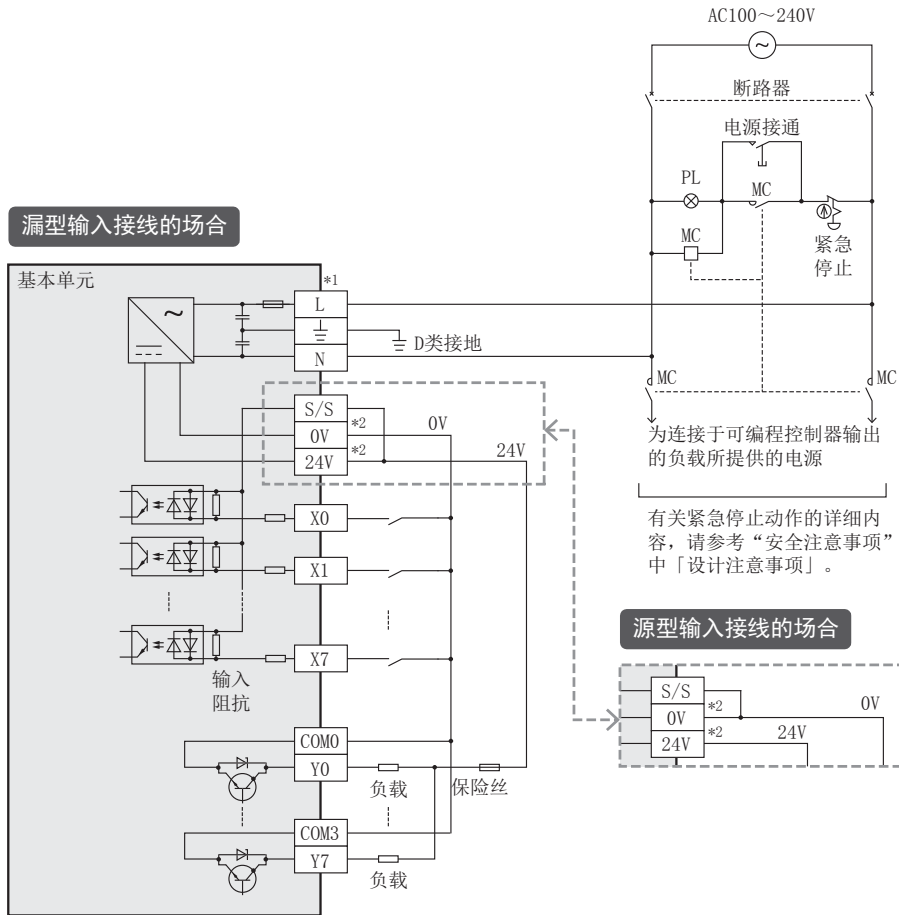 AC100～240V
断路器
电源接通
PL
MC
MC
紧急
停止
漏型输入接线的场合
基本单元
*1
L
N
D类接地
MC
MC
S/S
0V
*2
0V
24V
*2
24V
为连接于可编程控制器输出
的负载所提供的电源
有关紧急停止动作的详细内
容，请参考“安全注意事项”
中「设计注意事项」。
X0
X1
X7
输入
阻抗
源型输入接线的场合
S/S
0V
*2
0V
24V
*2
24V
COM0
Y0
负载
保险丝
COM3
Y7
负载